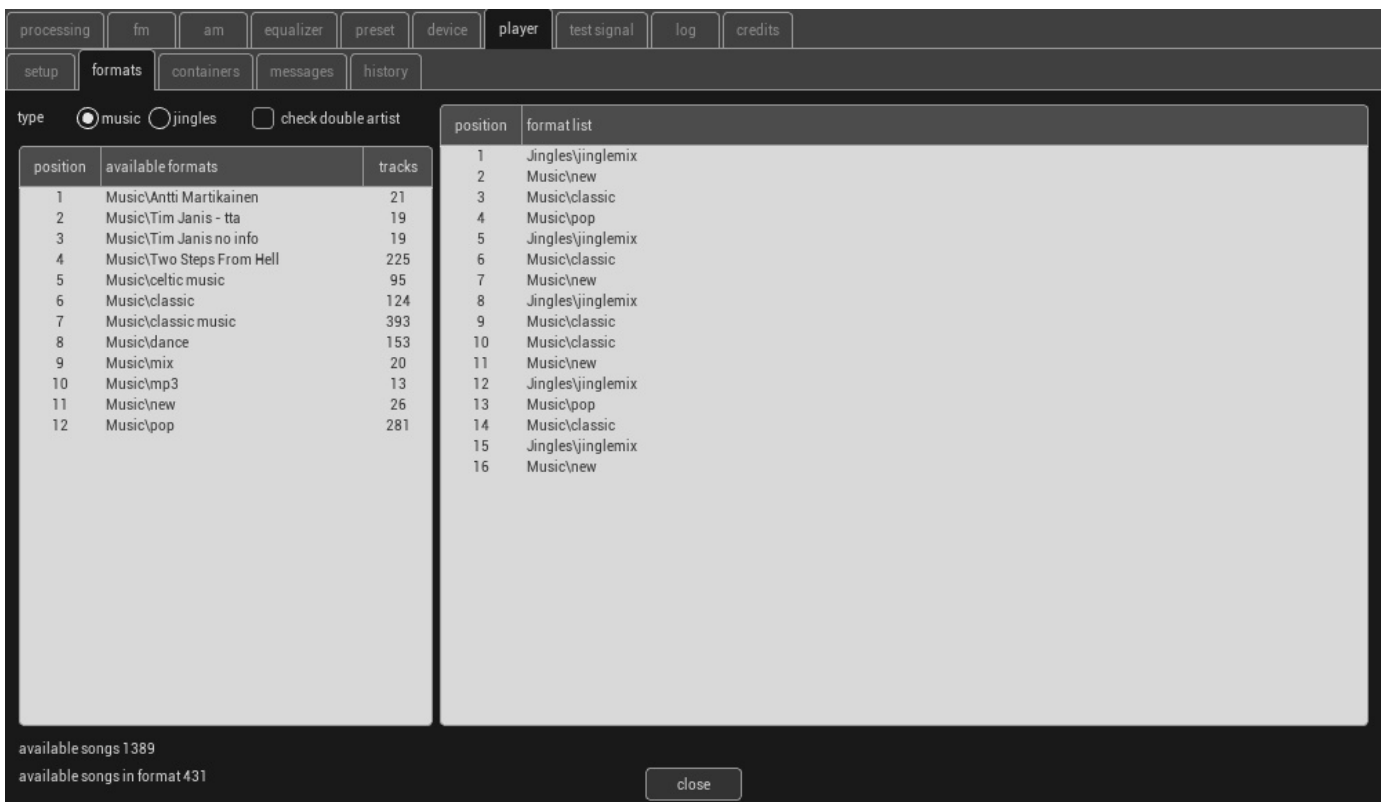 processing fm am equalizer preset device player test signal log credits
setup formats containers messages history
type music jingles check double artist
position available formats tracks
1 Music\Antti Martikainen 21
2 Music\Tim Janis - tta 19
3 Music\Tim Janis no info 19
4 Music\Two Steps From Hell 225
5 Music\celtic music 95
6 Music\classic 124
7 Music\classic music 393
8 Music\dance 153
9 Music\mix 20
10 Music\mp3 13
11 Music\new 26
12 Music\pop 281
position format list
1 Jingles\jinglemix
2 Music\new
3 Music\classic
4 Music\pop
5 Jingles\jinglemix
6 Music\classic
7 Music\new
8 Jingles\jinglemix
9 Music\classic
10 Music\classic
11 Music\new
12 Jingles\jinglemix
13 Music\pop
14 Music\classic
15 Jingles\jinglemix
16 Music\new
available songs 1389
available songs in format 431
close